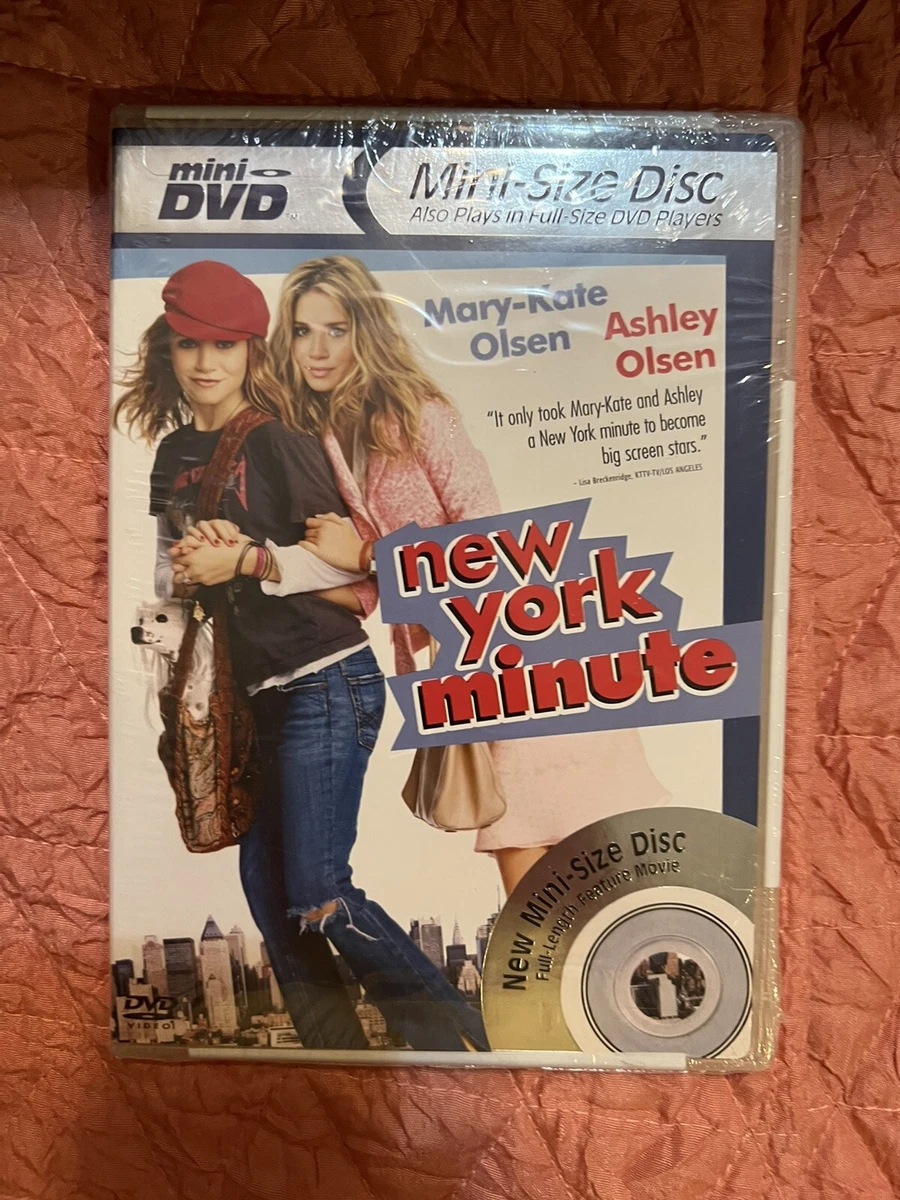 mini
DVD
Mini-Size Disc
Also Plays in Full-Size DVD Players
Mary-Kate
Olsen
Ashley
Olsen
"It only took Mary-Kate and Ashley
a New York minute to become
big screen stars."
- Lisa Breckenridge, KTTV-TV/LOS ANGELES
new
york
minute
New Mini-Size Disc
Full-Length Feature Movie
DVD
VIDEO